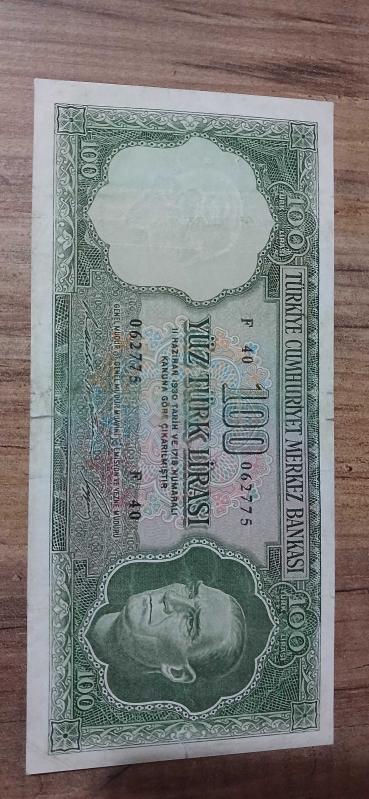 100
TÜRKİYE CUMHURİYET MERKEZ BANKASI
100
F 40 100 062775
YÜZ TÜRK LİRASI
11 HAZİRAN 1930 TARİH VE 1715 NUMARALI
KANUNA GÖRE ÇIKARILMIŞTIR
062775 F 40
100
100